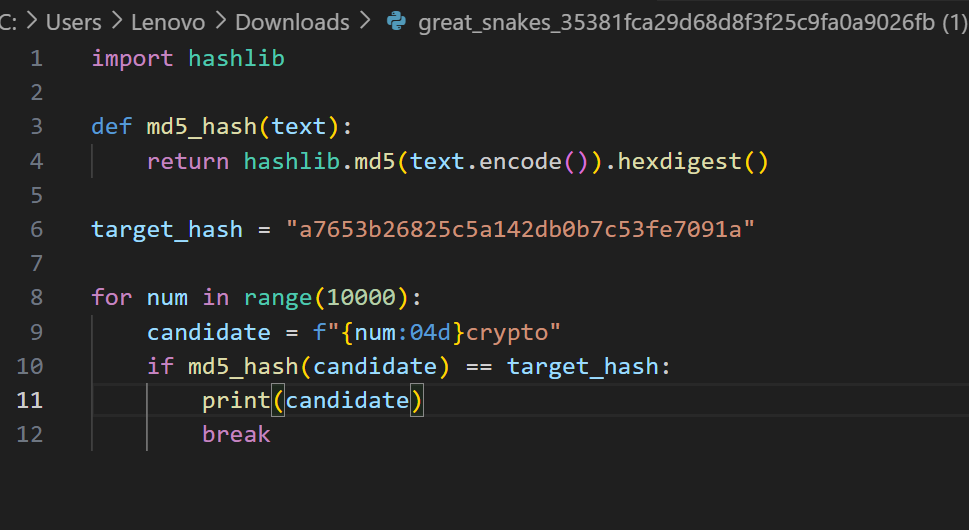 C: > Users > Lenovo > Downloads > great_snakes_35381fca29d68d8f3f25c9fa0a9026fb (1)
1 import hashlib
2
3 def md5_hash(text):
4     return hashlib.md5(text.encode()).hexdigest()
5
6 target_hash = "a7653b26825c5a142db0b7c53fe7091a"
7
8 for num in range(10000):
9     candidate = f"{num:04d}crypto"
10     if md5_hash(candidate) == target_hash:
11         print(candidate)
12         break